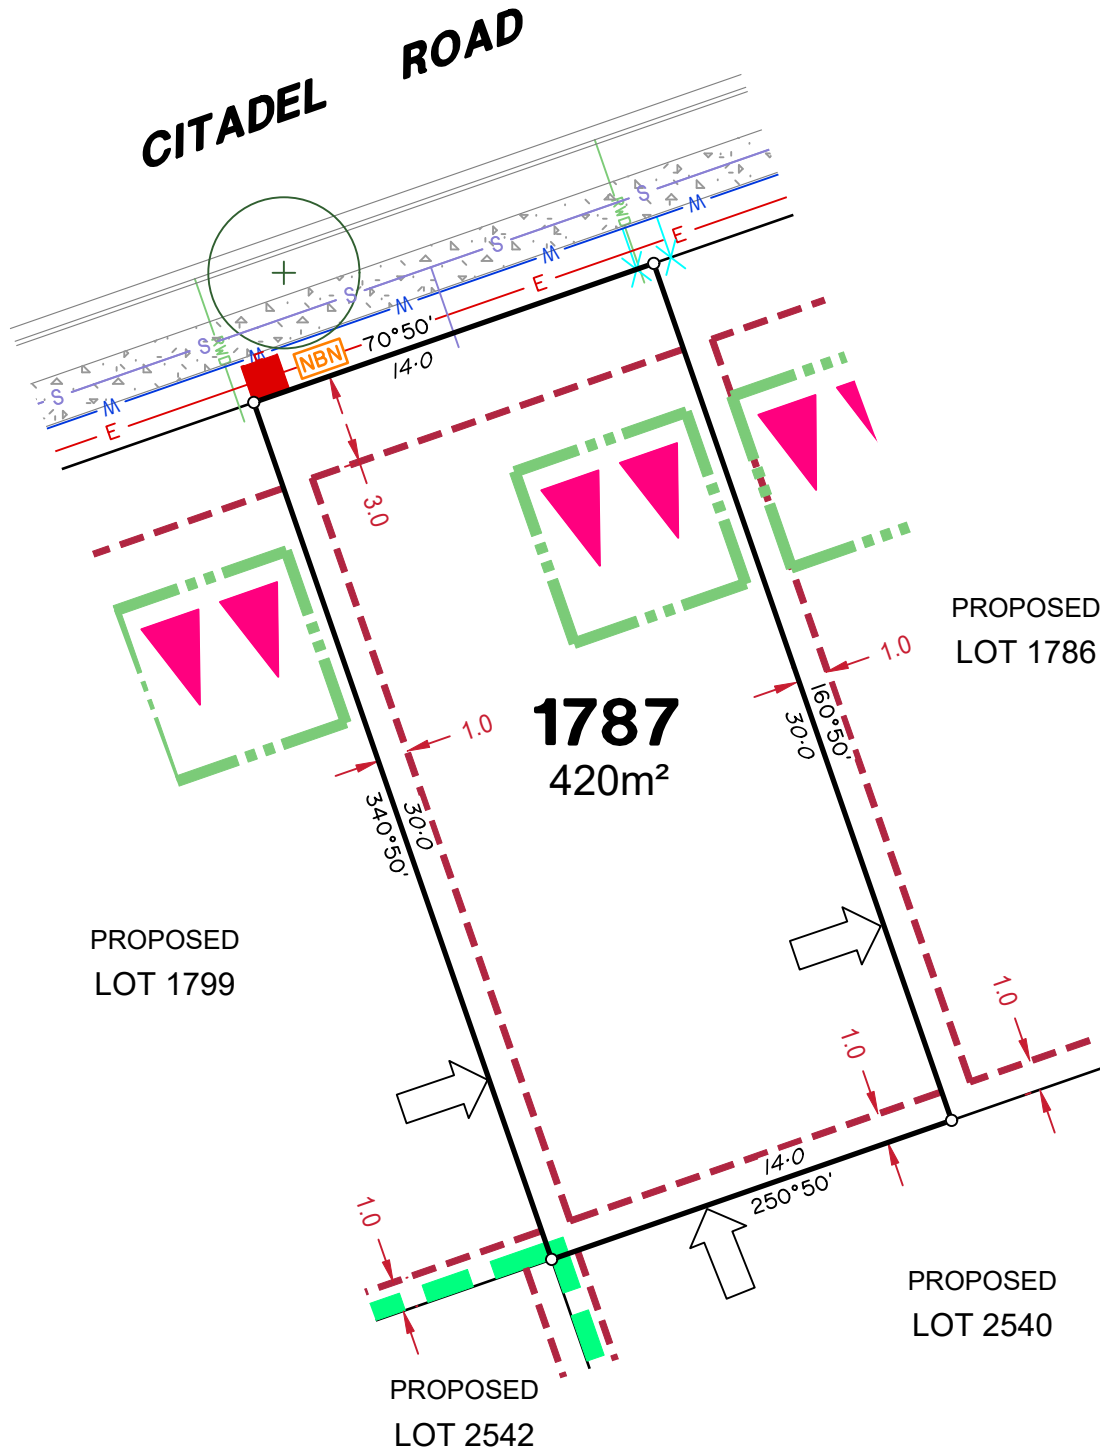 CITADEL ROAD
S
RWD
W
E
S
W
E
S
W
NBN
70°50'
14·0
S
RWD
W
W
E
S
3.0
PROPOSED
LOT 1786
1.0
1.0
1787
420m²
160°50'
30·0
340°50'
30·0
PROPOSED
LOT 1799
1.0
1.0
14·0
250°50'
1.0
PROPOSED
LOT 2540
PROPOSED
LOT 2542